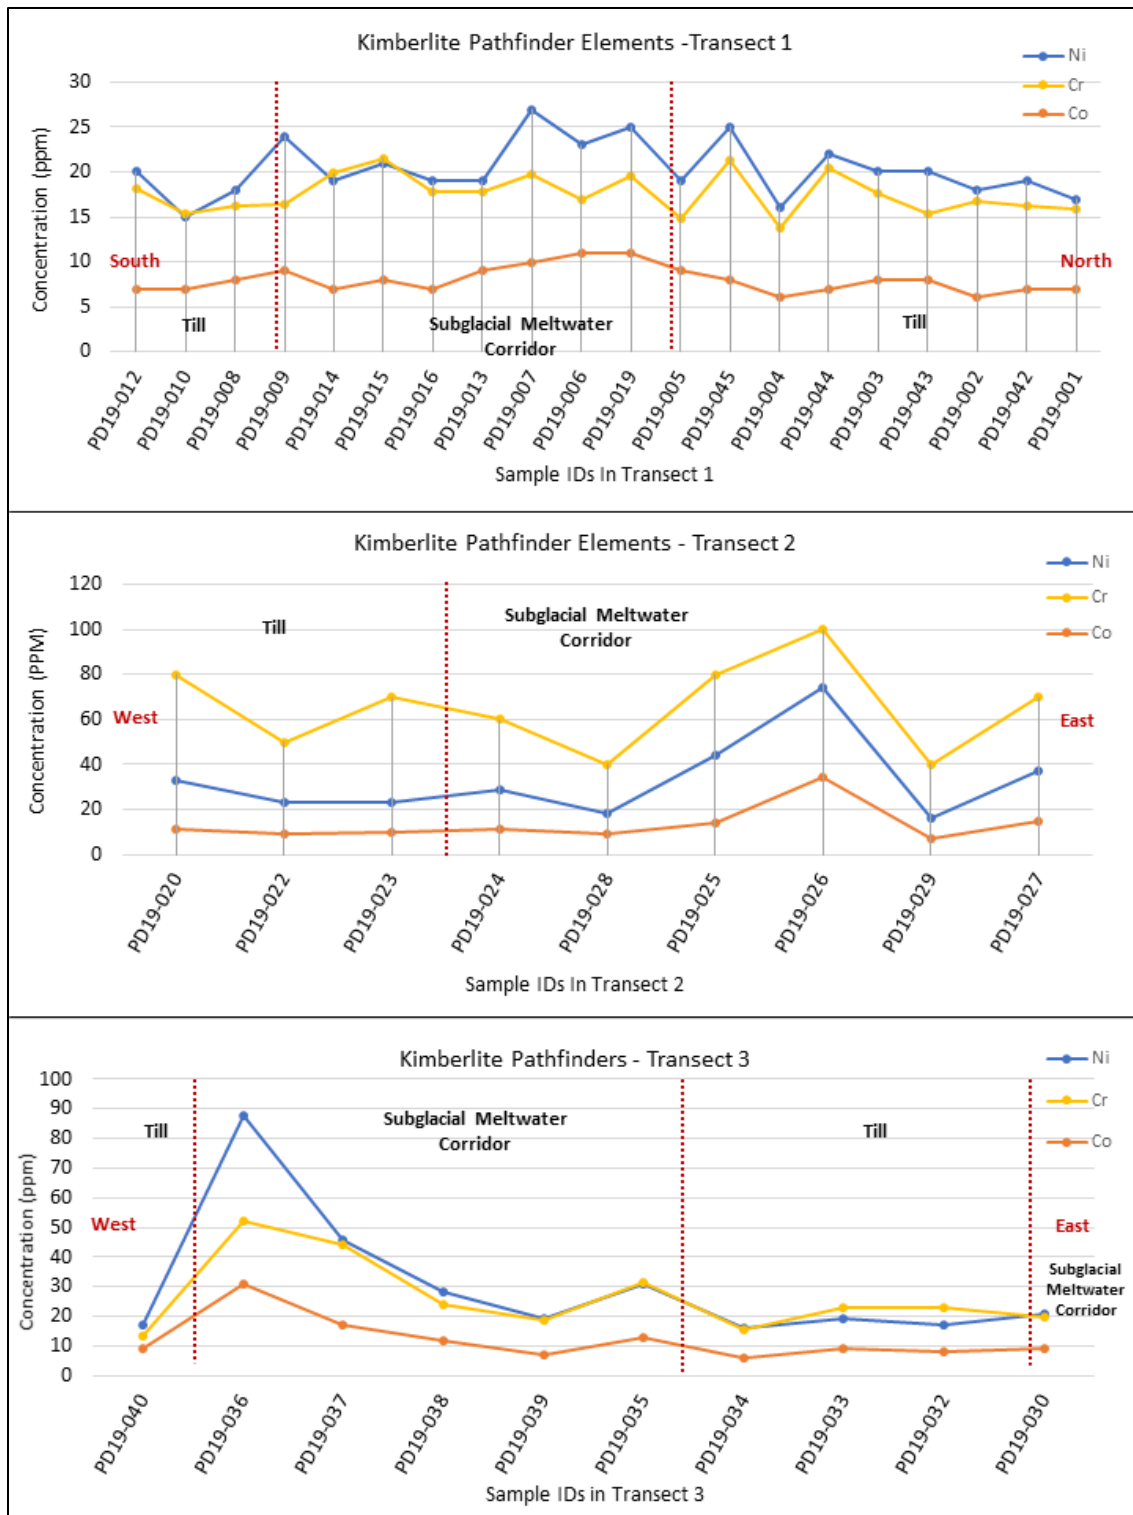 Kimberlite Pathfinder Elements -Transect 1
Ni
Cr
Co
30
25
20
15
10
5
0
Concentration (ppm)
South
North
Till
Subglacial Meltwater
Corridor
Till
PD19-012
PD19-010
PD19-008
PD19-009
PD19-014
PD19-015
PD19-016
PD19-013
PD19-007
PD19-006
PD19-019
PD19-005
PD19-045
PD19-004
PD19-044
PD19-003
PD19-043
PD19-002
PD19-042
PD19-001
Sample IDs In Transect 1
Kimberlite Pathfinder Elements - Transect 2
Ni
Cr
Co
120
100
80
60
40
20
0
Concentration (PPM)
Till
Subglacial Meltwater
Corridor
West
East
PD19-020
PD19-022
PD19-023
PD19-024
PD19-028
PD19-025
PD19-026
PD19-029
PD19-027
Sample IDs In Transect 2
Kimberlite Pathfinders - Transect 3
Ni
Cr
Co
100
90
80
70
60
50
40
30
20
10
0
Concentration (ppm)
Till
Subglacial Meltwater
Corridor
Till
West
East
Subglacial
Meltwater
Corridor
PD19-040
PD19-036
PD19-037
PD19-038
PD19-039
PD19-035
PD19-034
PD19-033
PD19-032
PD19-030
Sample IDs in Transect 3